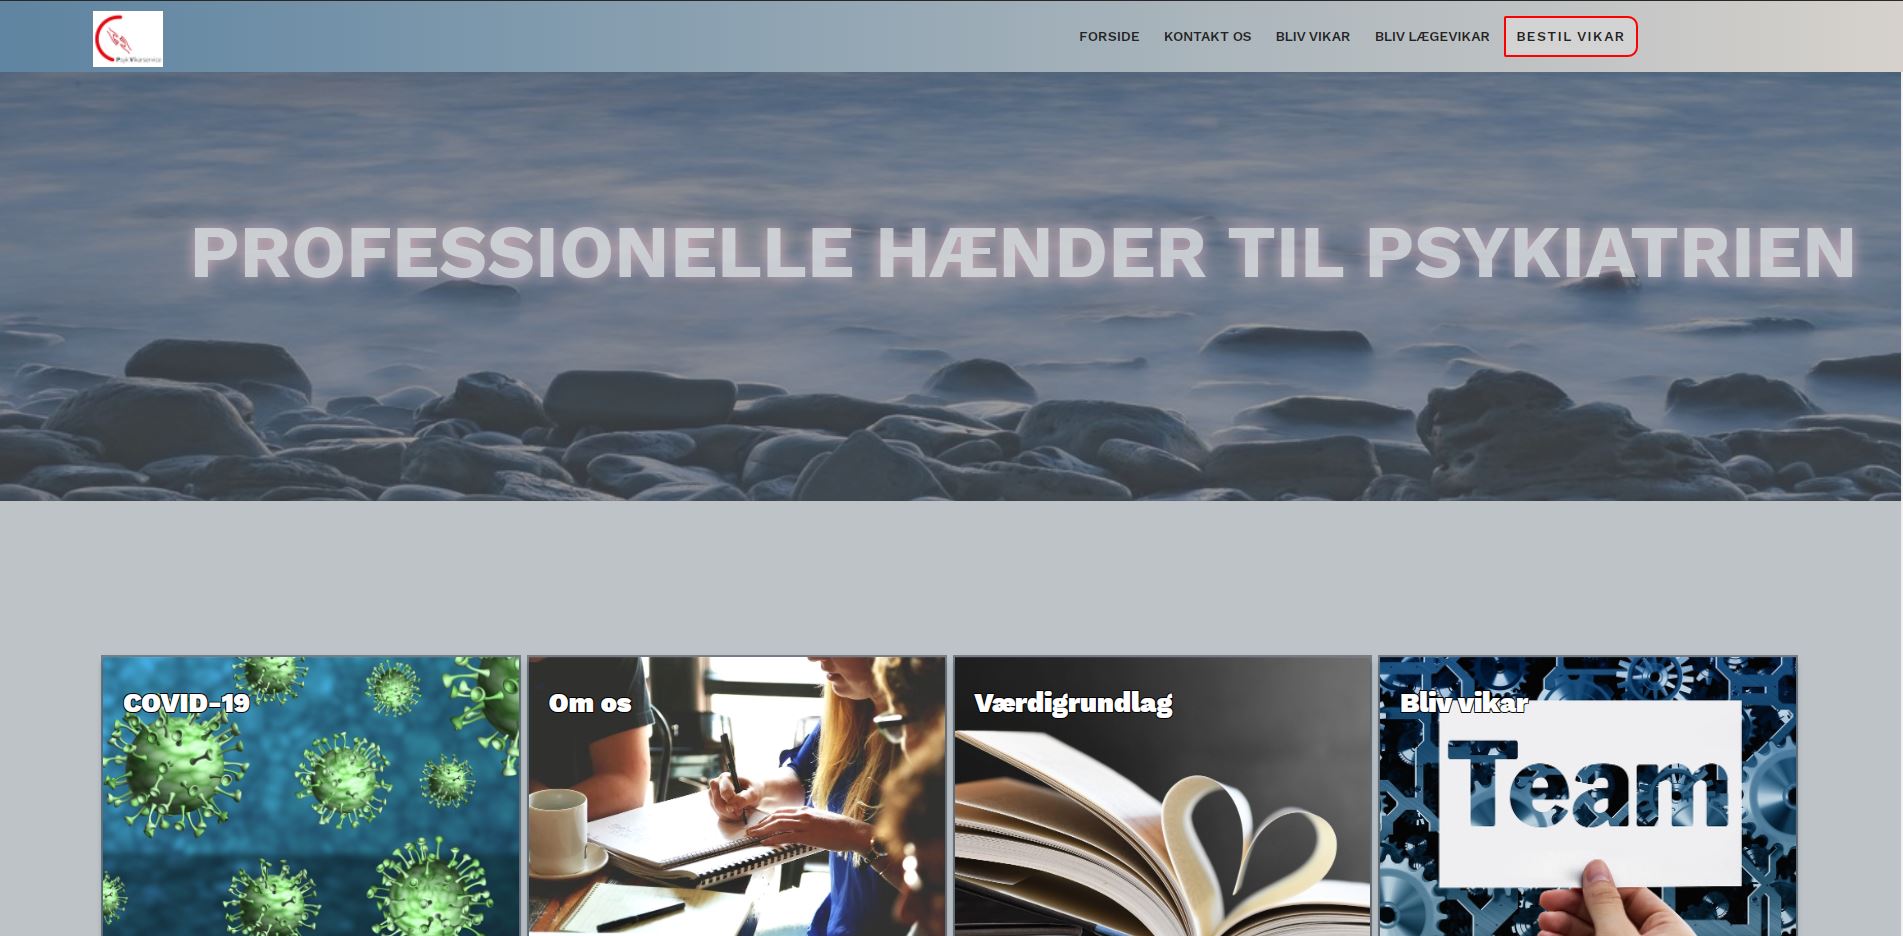 Psyk Vikarservice
FORSIDE KONTAKT OS BLIV VIKAR BLIV LÆGEVIKAR BESTIL VIKAR
PROFESSIONELLE HÆNDER TIL PSYKIATRIEN
COVID-19
Om os
Værdigrundlag
Bliv vikar
Team